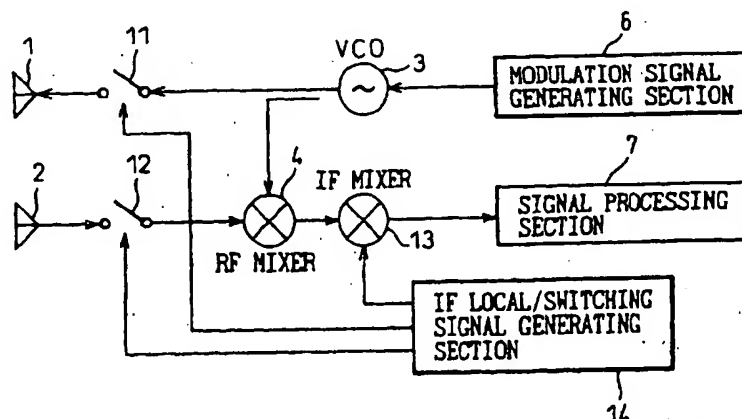 1
11
VCO
3
6
MODULATION SIGNAL
GENERATING SECTION
2
12
4
IF MIXER
7
SIGNAL PROCESSING
SECTION
RF MIXER
13
IF LOCAL/SWITCHING
SIGNAL GENERATING
SECTION
14